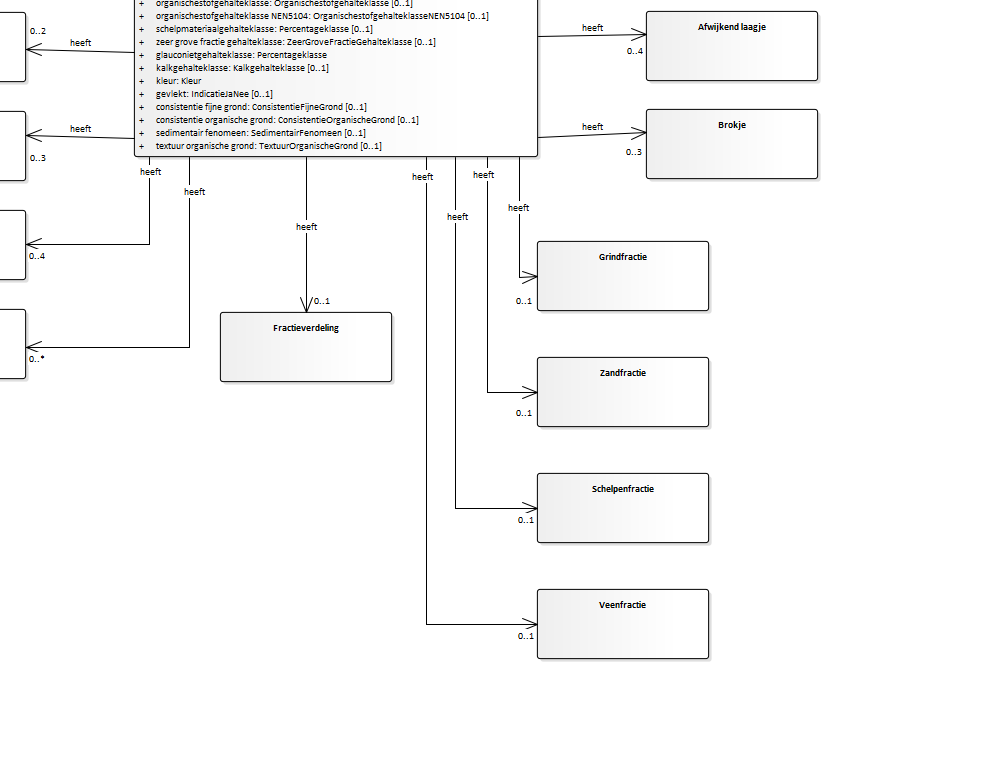 + organischestofgehalteklasse: Organischestofgehalteklasse [0..1]
+ organischestofgehalteklasse NEN5104: OrganischestofgehalteklasseNEN5104 [0..1]
+ schelpmateriaalgehalteklasse: Percentageklasse [0..1]
+ zeer grove fractie gehalteklasse: ZeerGroveFractieGehalteklasse [0..1]
+ glauconietgehalteklasse: Percentageklasse
+ kalkgehalteklasse: Kalkgehalteklasse [0..1]
+ kleur: Kleur
+ gevlekt: IndicatieJaNee [0..1]
+ consistentie fijne grond: ConsistentieFijneGrond [0..1]
+ consistentie organische grond: ConsistentieOrganischeGrond [0..1]
+ sedimentair fenomeen: SedimentairFenomeen [0..1]
+ textuur organische grond: TextuurOrganischeGrond [0..1]
0..2
heeft
heeft
Afwijkend laagje
0..4
heeft
0..3
heeft
Brokje
0..3
heeft
0..4
heeft
0..*
heeft
0..1
Fractieverdeling
heeft
heeft
heeft
heeft
Grindfractie
0..1
Zandfractie
0..1
Schelpenfractie
0..1
Veenfractie
0..1